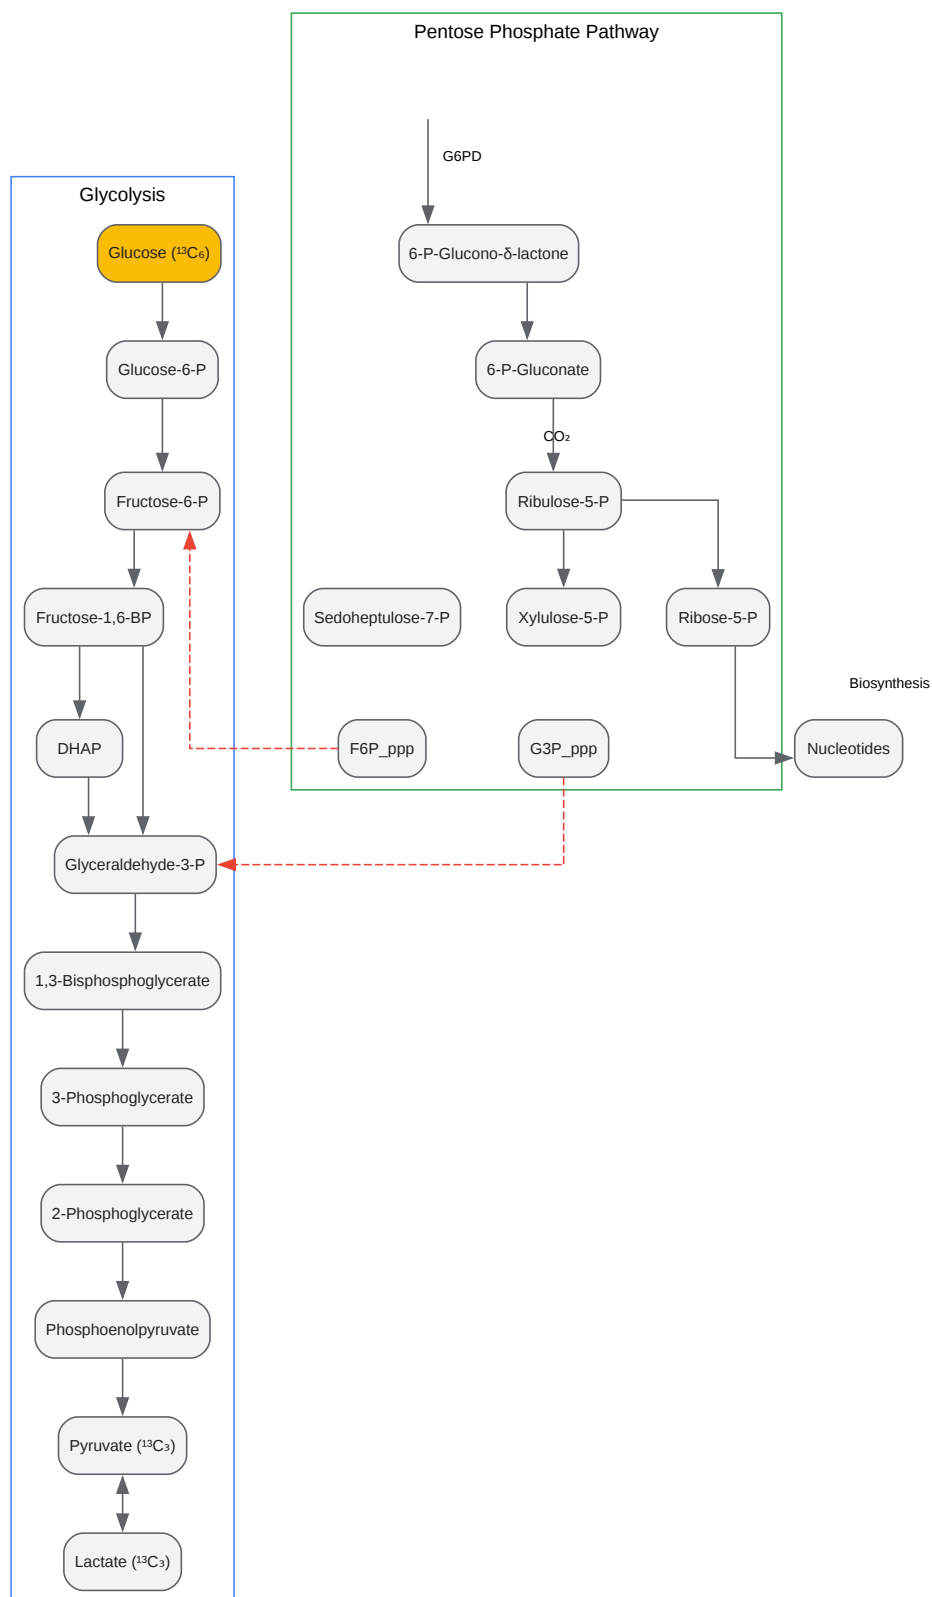 Pentose Phosphate Pathway
G6PD
Glycolysis
Glucose (¹³C₆)
6-P-Glucono-δ-lactone
Glucose-6-P
6-P-Gluconate
CO₂
Fructose-6-P
Ribulose-5-P
Fructose-1,6-BP
Sedoheptulose-7-P
Xylulose-5-P
Ribose-5-P
Biosynthesis
DHAP
F6P_ppp
G3P_ppp
Nucleotides
Glyceraldehyde-3-P
1,3-Bisphosphoglycerate
3-Phosphoglycerate
2-Phosphoglycerate
Phosphoenolpyruvate
Pyruvate (¹³C₃)
Lactate (¹³C₃)